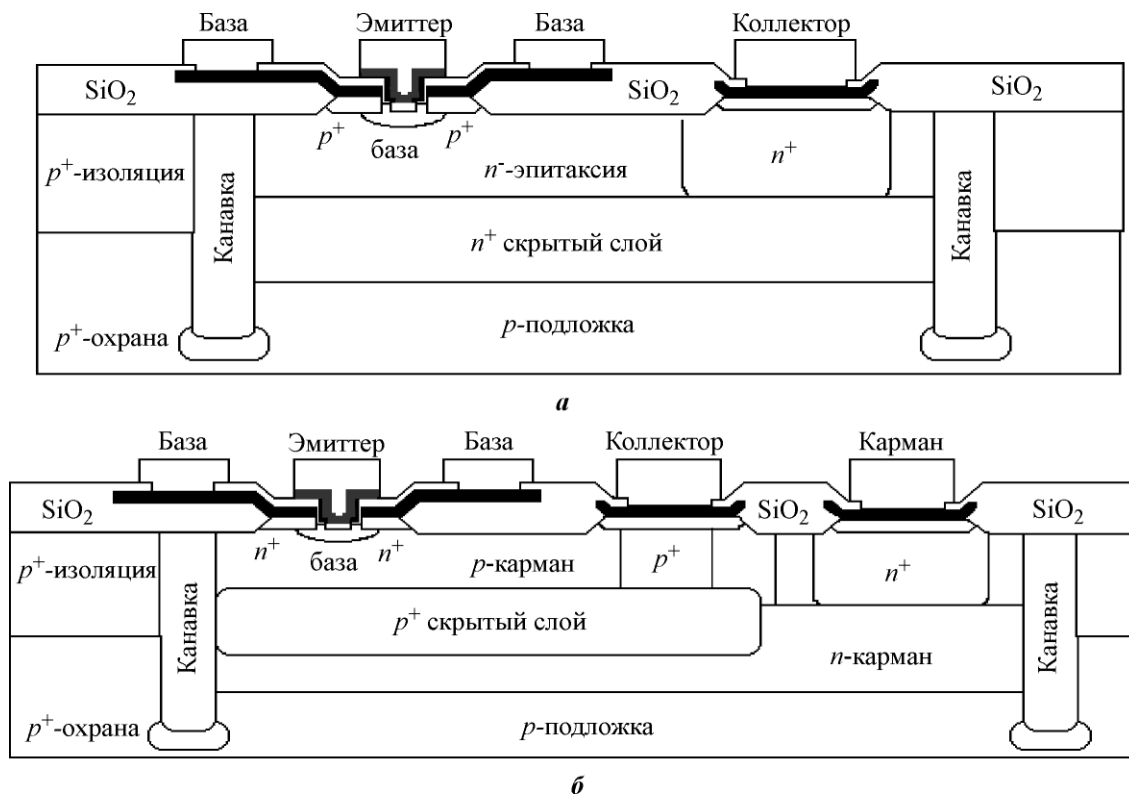 База Эмиттер База Коллектор
SiO₂ SiO₂ SiO₂
p⁺ p⁺
база
n⁺
p⁺-изоляция
n⁻-эпитаксия
Канавка Канавка
n⁺ скрытый слой
p⁺-охрана
p-подложка
а
База Эмиттер База Коллектор Карман
SiO₂ SiO₂ SiO₂
n⁺ база n⁺
p⁺-изоляция p-карман p⁺ n⁺
Канавка Канавка
p⁺ скрытый слой
n-карман
p⁺-охрана p-подложка
б